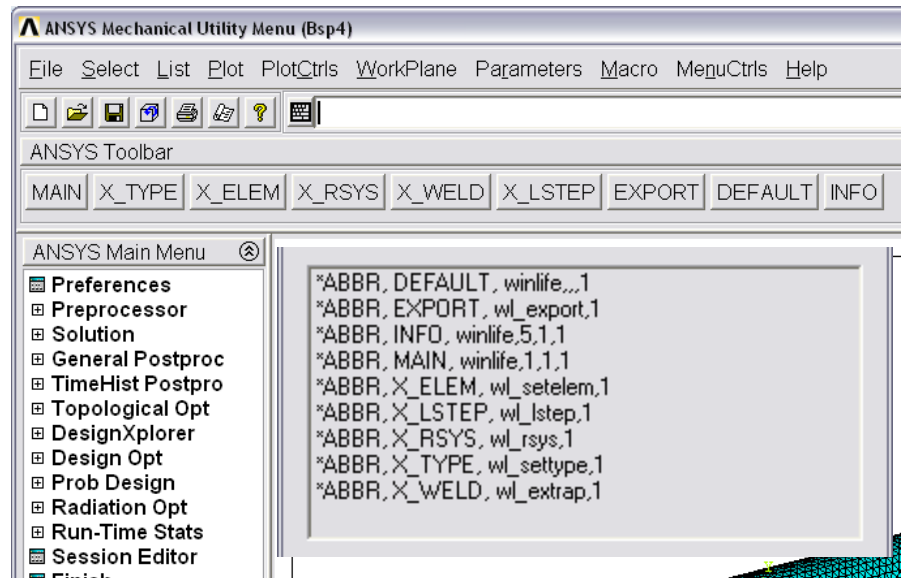 ANSYS Mechanical Utility Menu (Bsp4)
File Select List Plot PlotCtrls WorkPlane Parameters Macro MenuCtrls Help
ANSYS Toolbar
MAIN X_TYPE X_ELEM X_RSYS X_WELD X_LSTEP EXPORT DEFAULT INFO
ANSYS Main Menu
Preferences
Preprocessor
Solution
General Postproc
TimeHist Postpro
Topological Opt
DesignXplorer
Design Opt
Prob Design
Radiation Opt
Run-Time Stats
Session Editor
Finish
*ABBR, DEFAULT, winlife,,,1
*ABBR, EXPORT, wl_export,1
*ABBR, INFO, winlife,5,1,1
*ABBR, MAIN, winlife,1,1,1
*ABBR, X_ELEM, wl_setelem,1
*ABBR, X_LSTEP, wl_lstep,1
*ABBR, X_RSYS, wl_rsys,1
*ABBR, X_TYPE, wl_settype,1
*ABBR, X_WELD, wl_extrap,1